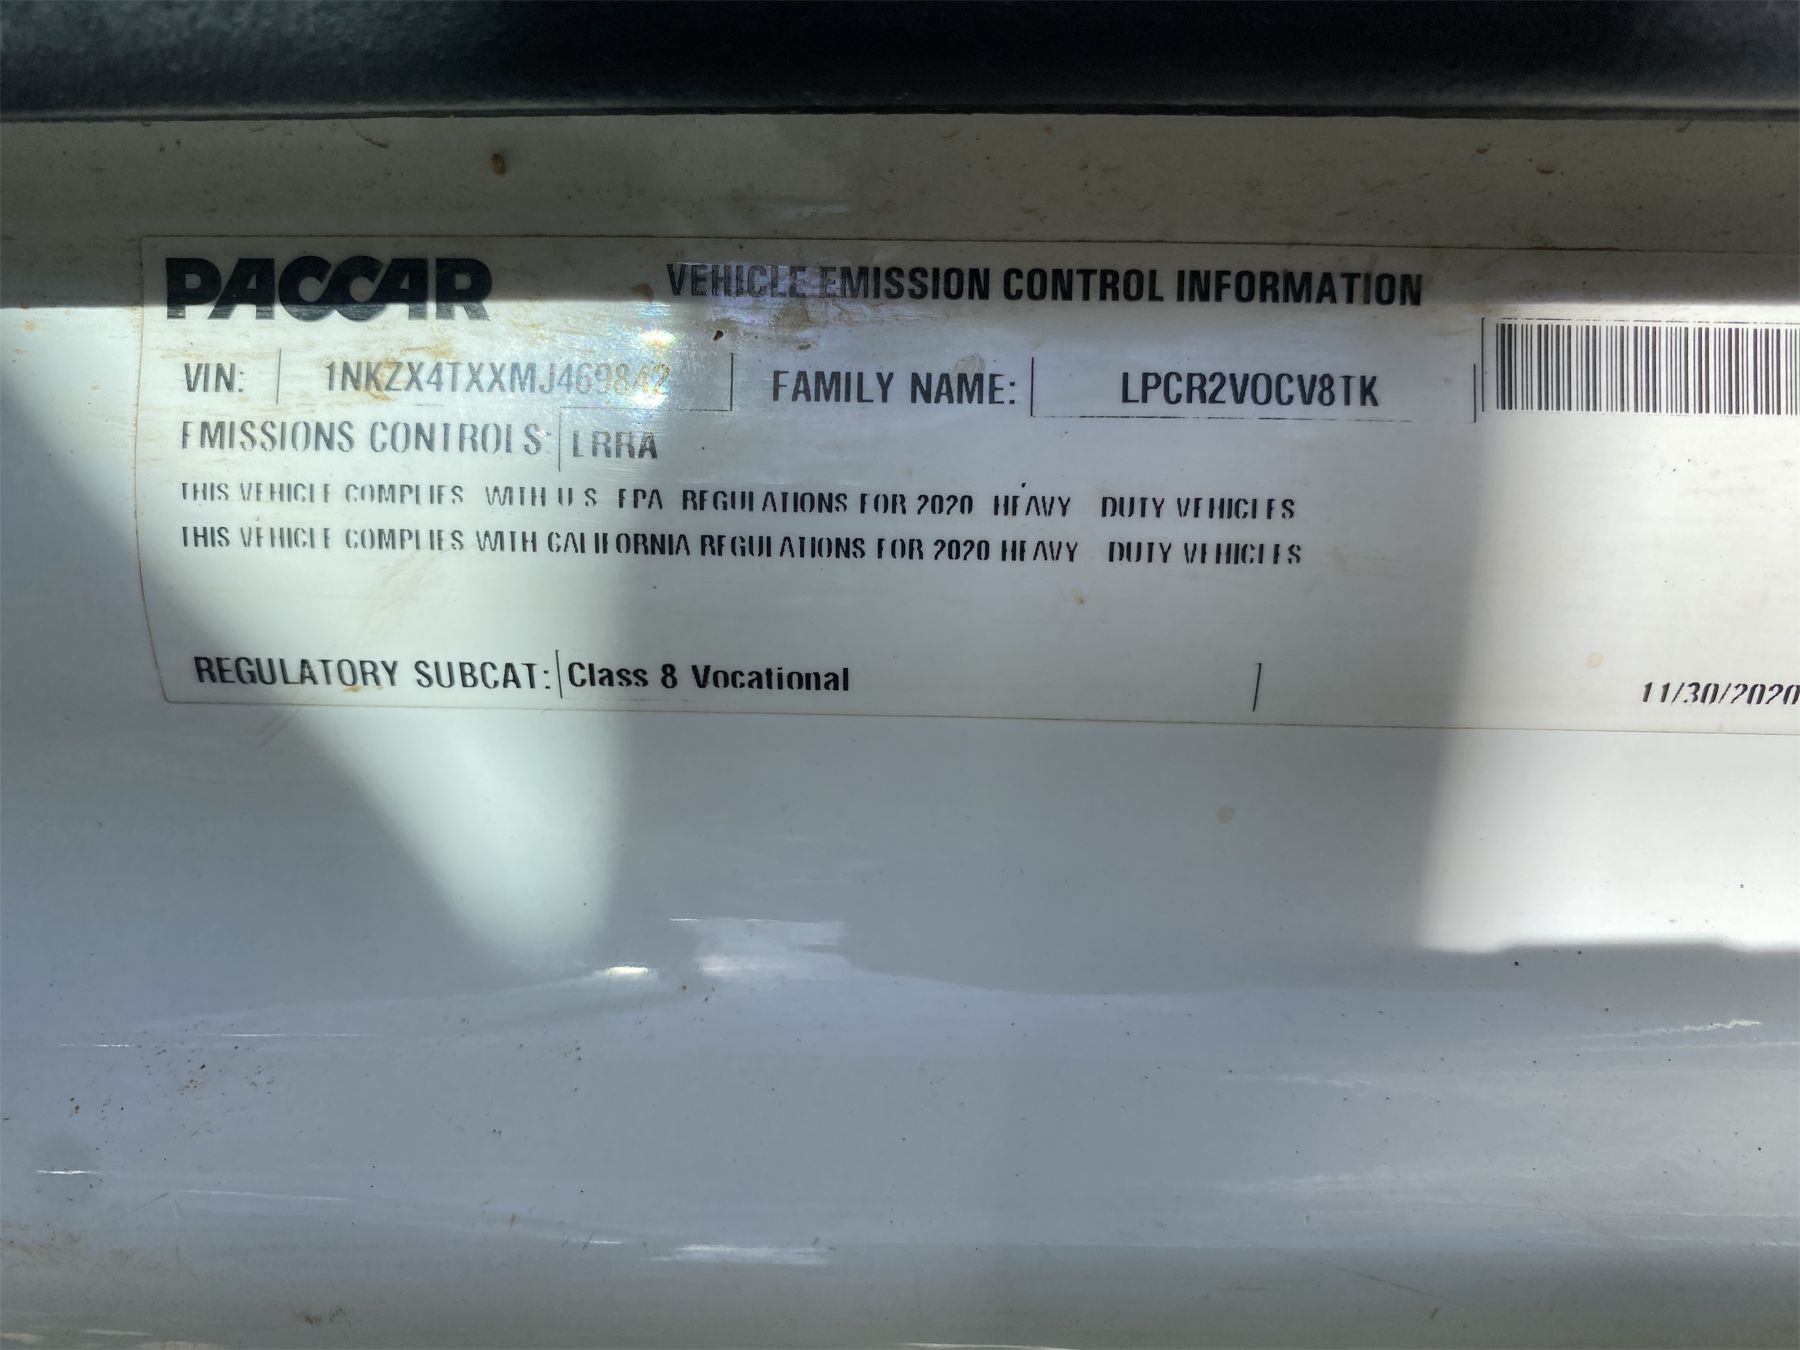 PACCAR VEHICLE EMISSION CONTROL INFORMATION
VIN: 1NKZX4TXXMJ469842 FAMILY NAME: LPCR2VOCV8TK
EMISSIONS CONTROLS: LRRA
THIS VEHICLE COMPLIES WITH U S EPA REGULATIONS FOR 2020 HEAVY DUTY VEHICLES
THIS VEHICLE COMPLIES WITH CALIFORNIA REGULATIONS FOR 2020 HEAVY DUTY VEHICLES
REGULATORY SUBCAT: Class 8 Vocational
11/30/2020